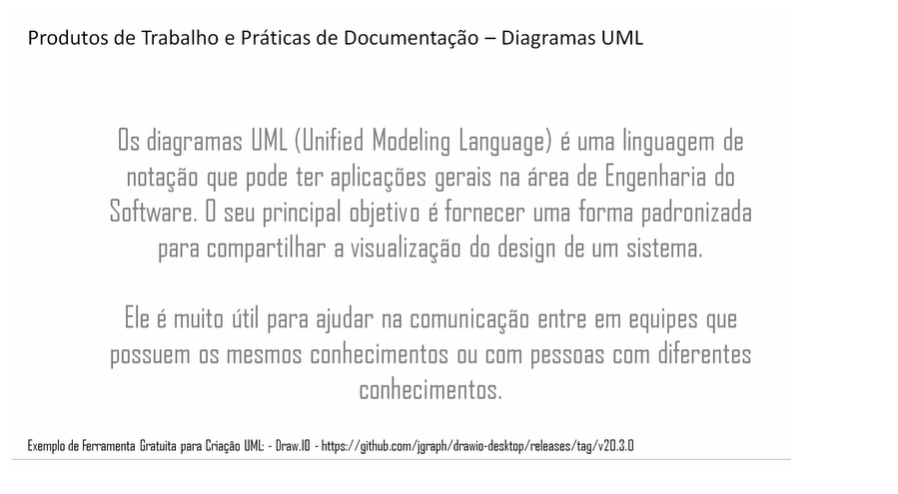 Produtos de Trabalho e Práticas de Documentação – Diagramas UML
Os diagramas UML (Unified Modeling Language) é uma linguagem de
notação que pode ter aplicações gerais na área de Engenharia do
Software. O seu principal objetivo é fornecer uma forma padronizada
para compartilhar a visualização do design de um sistema.
Ele é muito útil para ajudar na comunicação entre em equipes que
possuem os mesmos conhecimentos ou com pessoas com diferentes
conhecimentos.
Exemplo de Ferramenta Gratuita para Criação UML: - Draw.IO - https://github.com/jgraph/drawio-desktop/releases/tag/v20.3.0